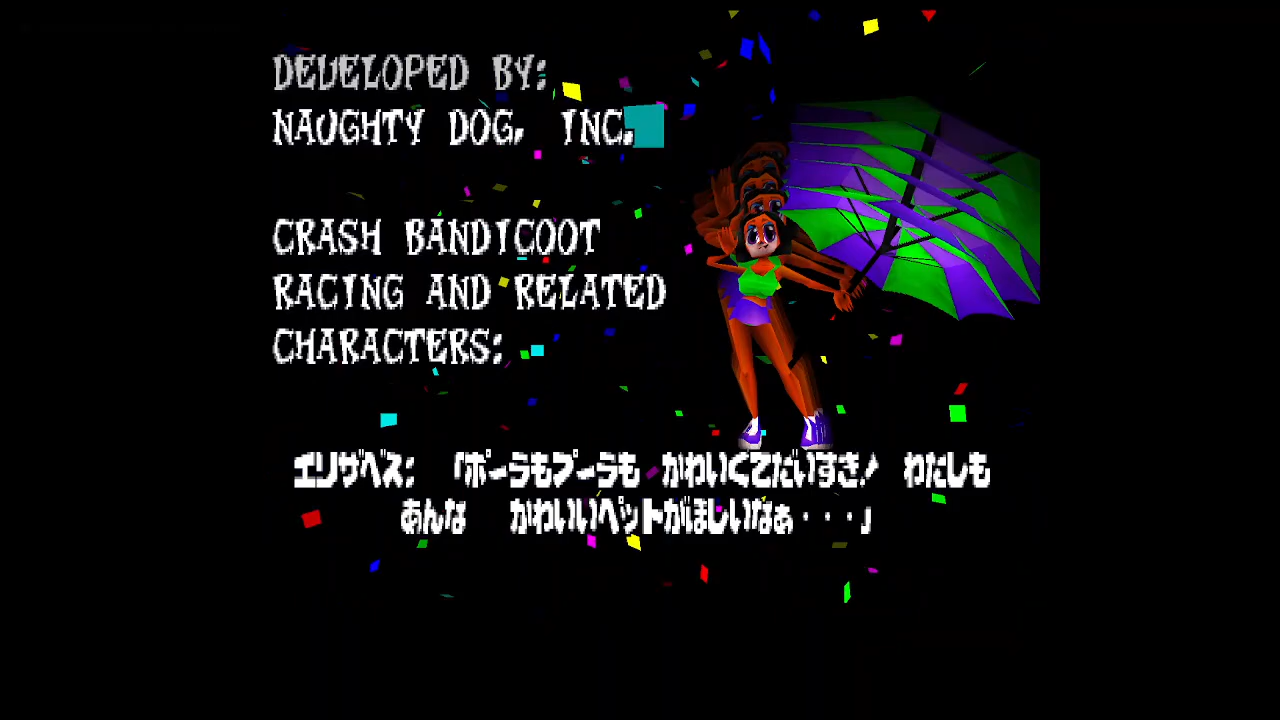 DEVELOPED BY:
NAUGHTY DOG, INC.
CRASH BANDICOOT
RACING AND RELATED
CHARACTERS:
エリザベス: 「ポーラもプーラも かわいくてだいすき! わたしも
あんな かわいいペットがほしいなぁ・・・」